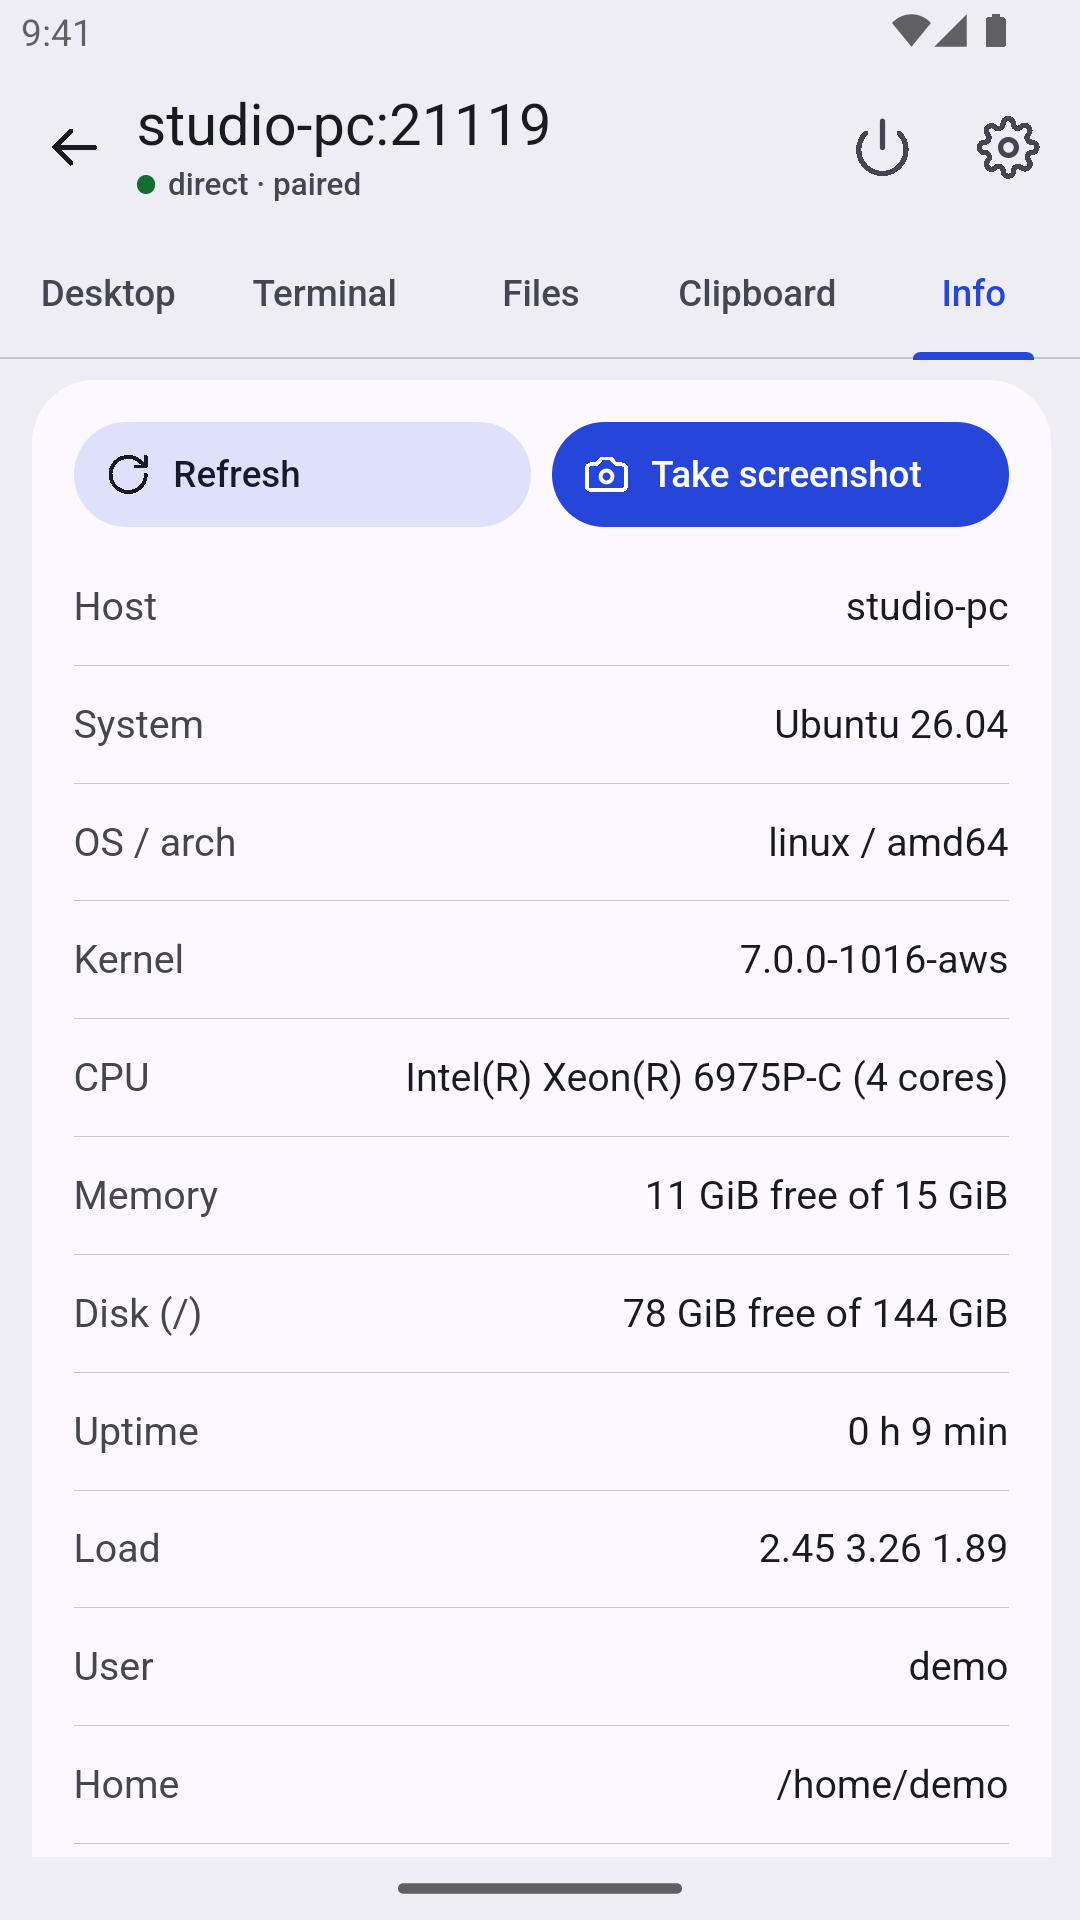 9:41
studio-pc:21119
direct · paired
Desktop Terminal Files Clipboard Info
Refresh Take screenshot
Host studio-pc
System Ubuntu 26.04
OS / arch linux / amd64
Kernel 7.0.0-1016-aws
CPU Intel(R) Xeon(R) 6975P-C (4 cores)
Memory 11 GiB free of 15 GiB
Disk (/) 78 GiB free of 144 GiB
Uptime 0 h 9 min
Load 2.45 3.26 1.89
User demo
Home /home/demo